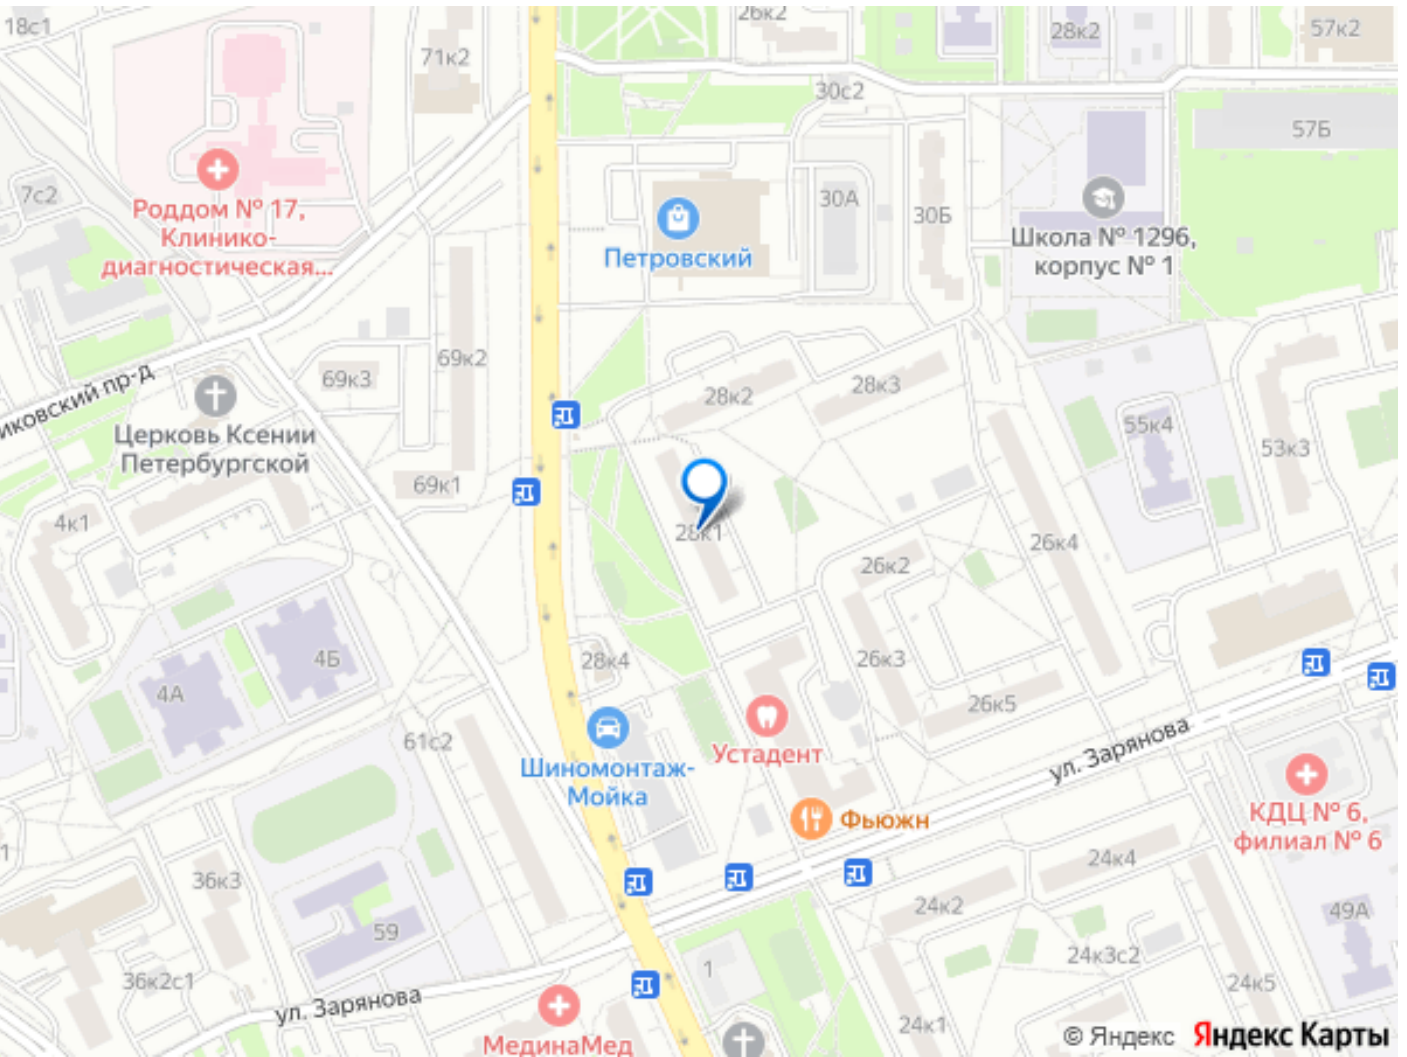 18с1
26к2
28к2
57к2
71к2
30с2
57Б
7с2
30А
30Б
Роддом № 17,
Клинико-
диагностическая...
Петровский
Школа № 1296,
корпус № 1
иковский пр-д
69к3
69к2
28к2
28к3
Церковь Ксении
Петербургской
55к4
53к3
69к1
4к1
28к1
26к4
26к2
4Б
4А
28к4
26к3
26к5
61с2
Устадент
Шиномонтаж-
Мойка
ул. Зарянова
Фьюжн
КДЦ № 6,
филиал № 6
1
36к3
24к4
24к2
49А
59
36к2с1
1
24к3с2
24к5
ул. Зарянова
24к1
МединаМед
© Яндекс Яндекс Карты